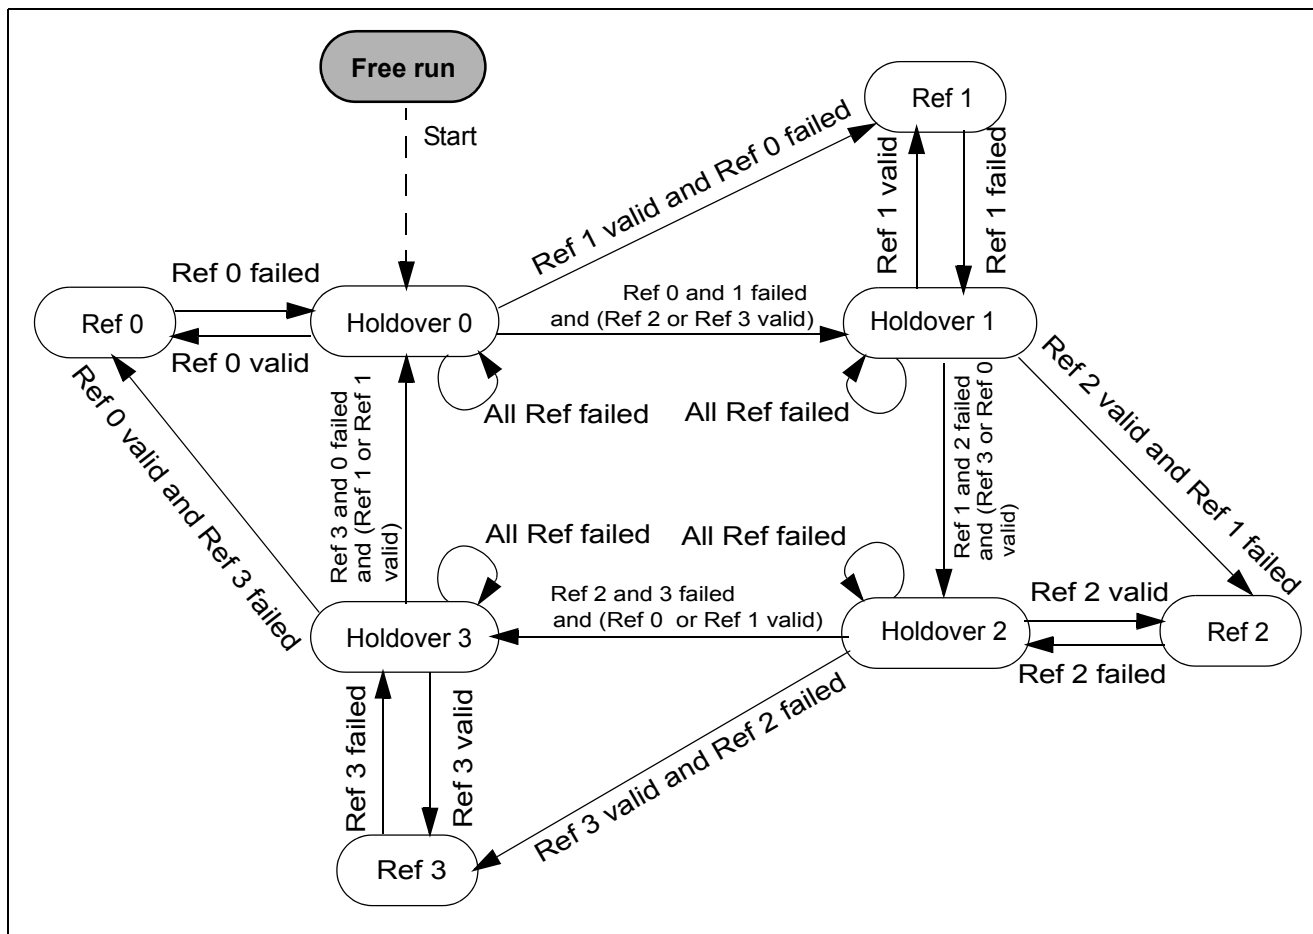 Free run
Start
Ref 1
Ref 1 valid and Ref 0 failed
Ref 1 valid
Ref 1 failed
Ref 0 failed
Ref 0
Ref 0 valid
Holdover 0
Ref 0 and 1 failed
and (Ref 2 or Ref 3 valid)
Holdover 1
All Ref failed
All Ref failed
Ref 2 valid and Ref 1 failed
Ref 0 valid and Ref 3 failed
Ref 3 and 0 failed
and (Ref 1 or Ref 1
valid)
Ref 1 and 2 failed
and (Ref 3 or Ref 0
valid)
All Ref failed
All Ref failed
Ref 2 and 3 failed
and (Ref 0 or Ref 1 valid)
Holdover 3
Holdover 2
Ref 2 valid
Ref 2
Ref 2 failed
Ref 3 failed
Ref 3 valid
Ref 3 valid and Ref 2 failed
Ref 3